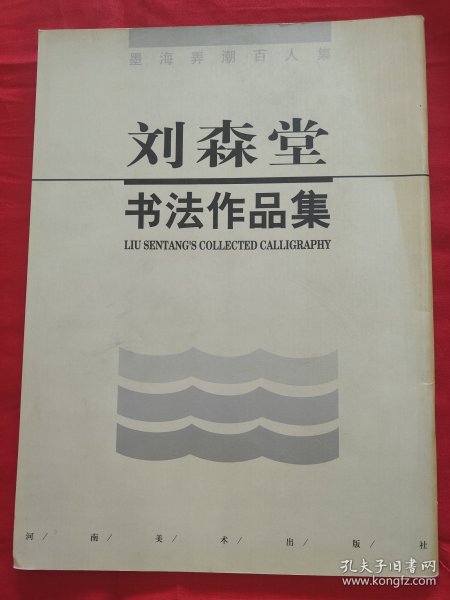 墨海弄潮百人集
刘森堂
书法作品集
LIU SENTANG'S COLLECTED CALLIGRAPHY
河/南/美/术/出/版/社
孔夫子旧书网
www.kongfz.com